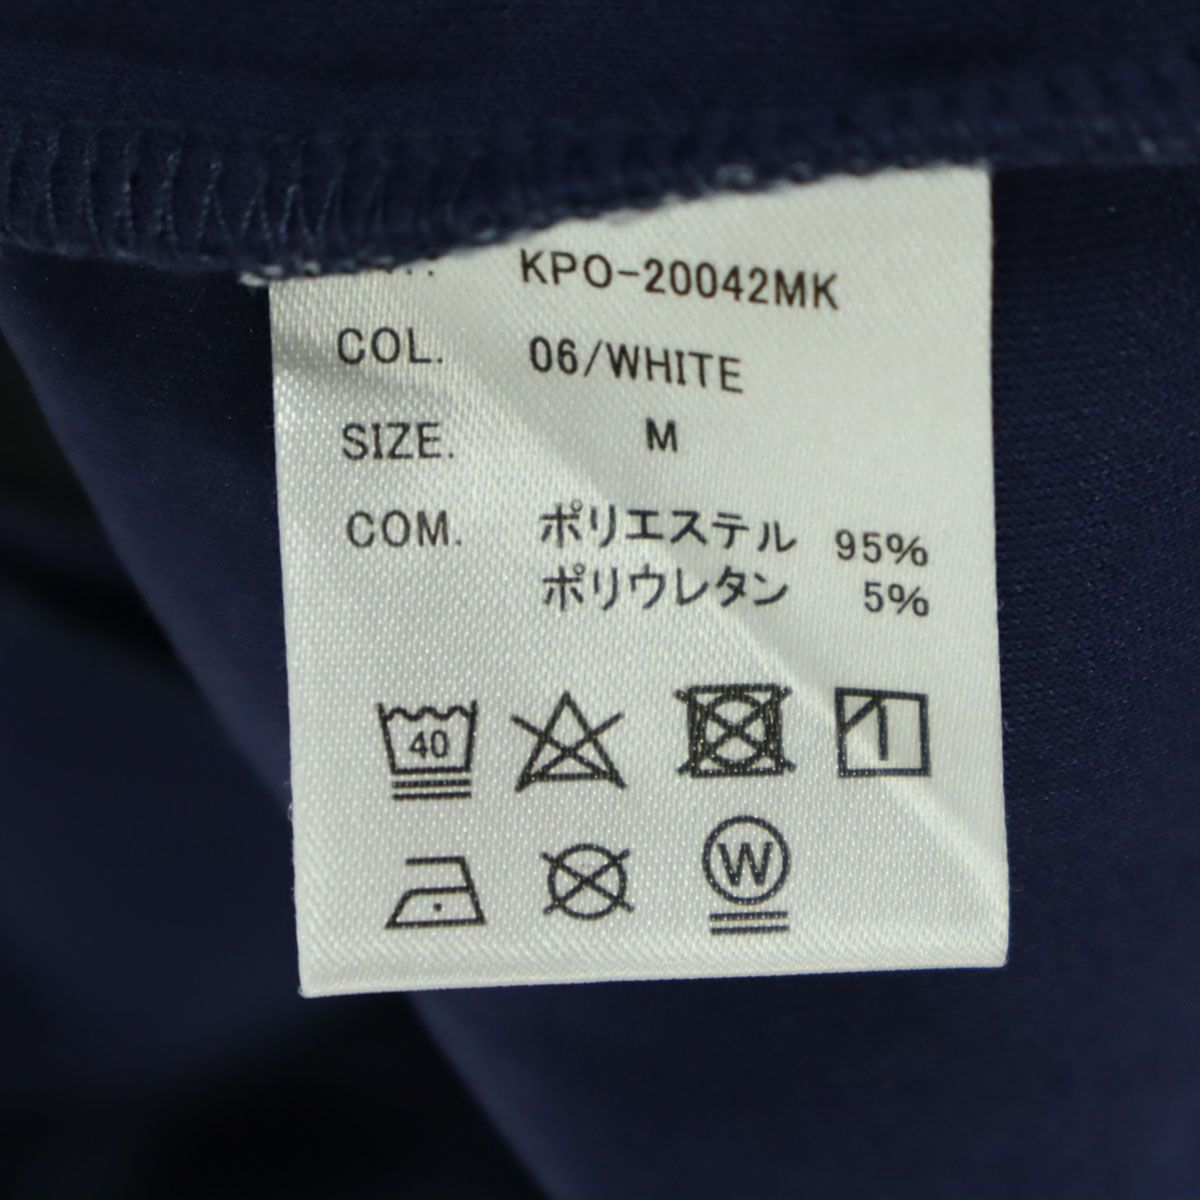 KPO-20042MK
COL. 06/WHITE
SIZE. M
COM. ポリエステル 95%
ポリウレタン 5%
40
W